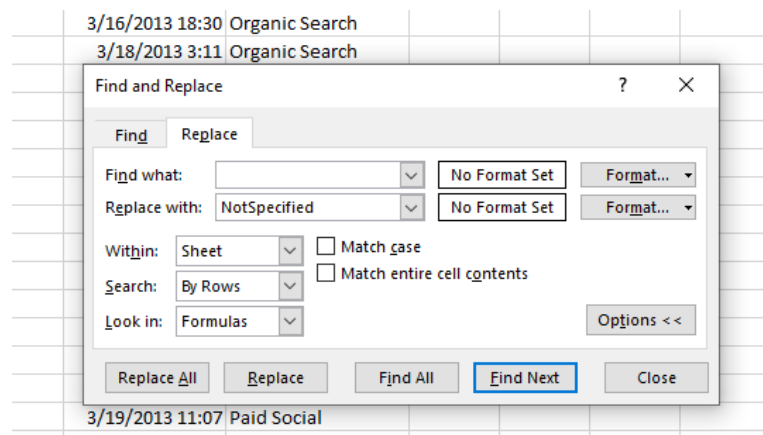 3/16/2013 18:30 Organic Search
3/18/2013 3:11 Organic Search
Find and Replace ? X
Find Replace
Find what: No Format Set Format...
Replace with: NotSpecified No Format Set Format...
Within: Sheet Match case
Match entire cell contents
Search: By Rows
Look in: Formulas Options <<
Replace All Replace Find All Find Next Close
3/19/2013 11:07 Paid Social